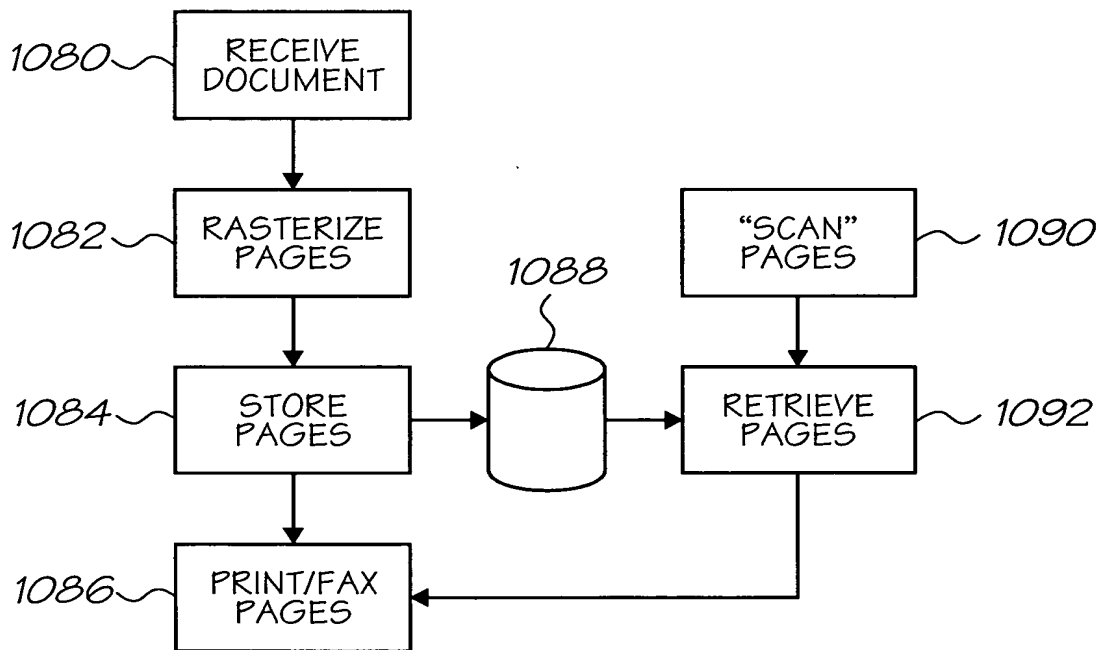 1080
RECEIVE
DOCUMENT
1082
RASTERIZE
PAGES
1088
“SCAN”
PAGES
1090
1084
STORE
PAGES
RETRIEVE
PAGES
1092
1086
PRINT/FAX
PAGES